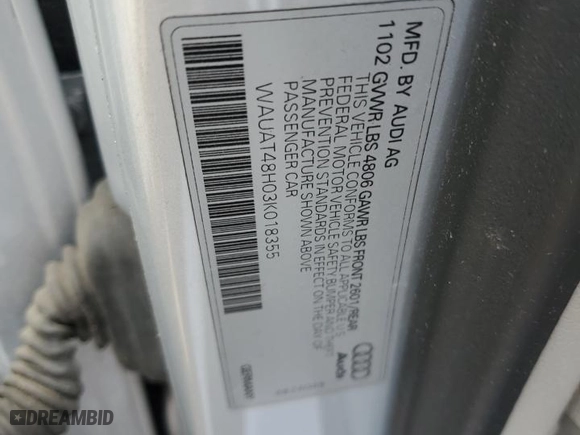 MFD. BY AUDI AG
1102 GVWR LBS 4806 GAWR LBS FRONT 2601/REAR
THIS VEHICLE CONFORMS TO ALL APPLICABLE U.S.
FEDERAL MOTOR VEHICLE SAFETY BUMPER AND THEFT
PREVENTION STANDARDS IN EFFECT ON THE DAY OF
MANUFACTURE SHOWN ABOVE.
PASSENGER CAR
WAUAT48H03K018355
Audi
GERMANY
DREAMBID